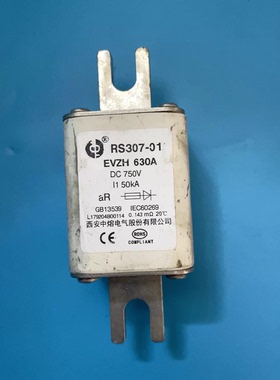 RS307-01
EVZH 630A
DC 750V
I1 50kA
aR
GB13539 IEC60269
L179204800114 0.143 mΩ 20℃
西安中熔电气股份有限公司
ROHS
COMPLIANT